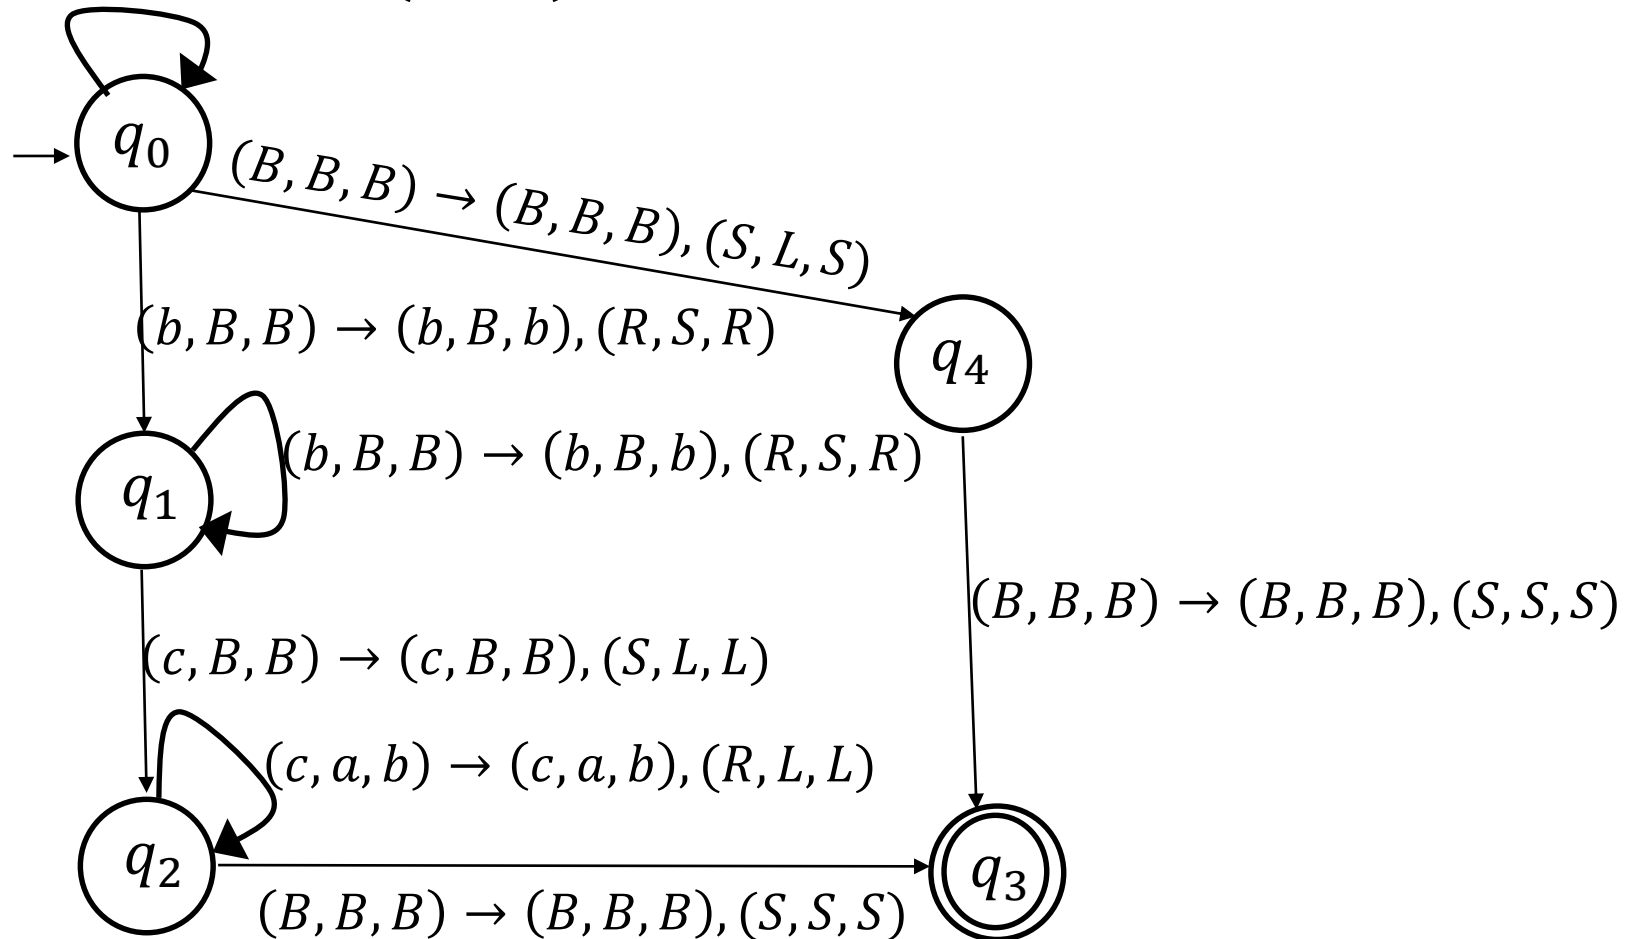 q₀
(B, B, B) → (B, B, B), (S, L, S)
(b, B, B) → (b, B, b), (R, S, R)
q₄
(b, B, B) → (b, B, b), (R, S, R)
q₁
(B, B, B) → (B, B, B), (S, S, S)
(c, B, B) → (c, B, B), (S, L, L)
(c, a, b) → (c, a, b), (R, L, L)
q₂
q₃
(B, B, B) → (B, B, B), (S, S, S)